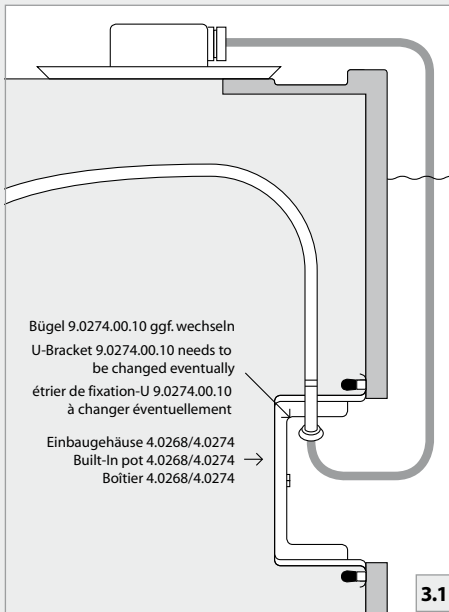 Bügel 9.0274.00.10 ggf. wechseln
U-Bracket 9.0274.00.10 needs to
be changed eventually
étrier de fixation-U 9.0274.00.10
à changer éventuellement
Einbaugehäuse 4.0268/4.0274
Built-In pot 4.0268/4.0274
Boîtier 4.0268/4.0274
3.1